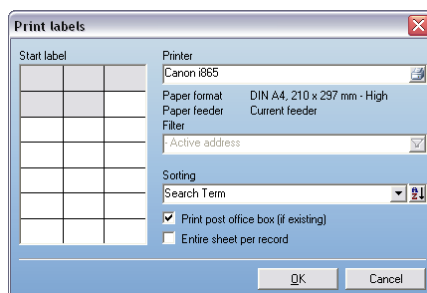 Print labels
Start label
Printer
Canon i865
Paper format DIN A4, 210 x 297 mm - High
Paper feeder Current feeder
Filter
- Active address
Sorting
Search Term
Print post office box (if existing)
Entire sheet per record
OK Cancel